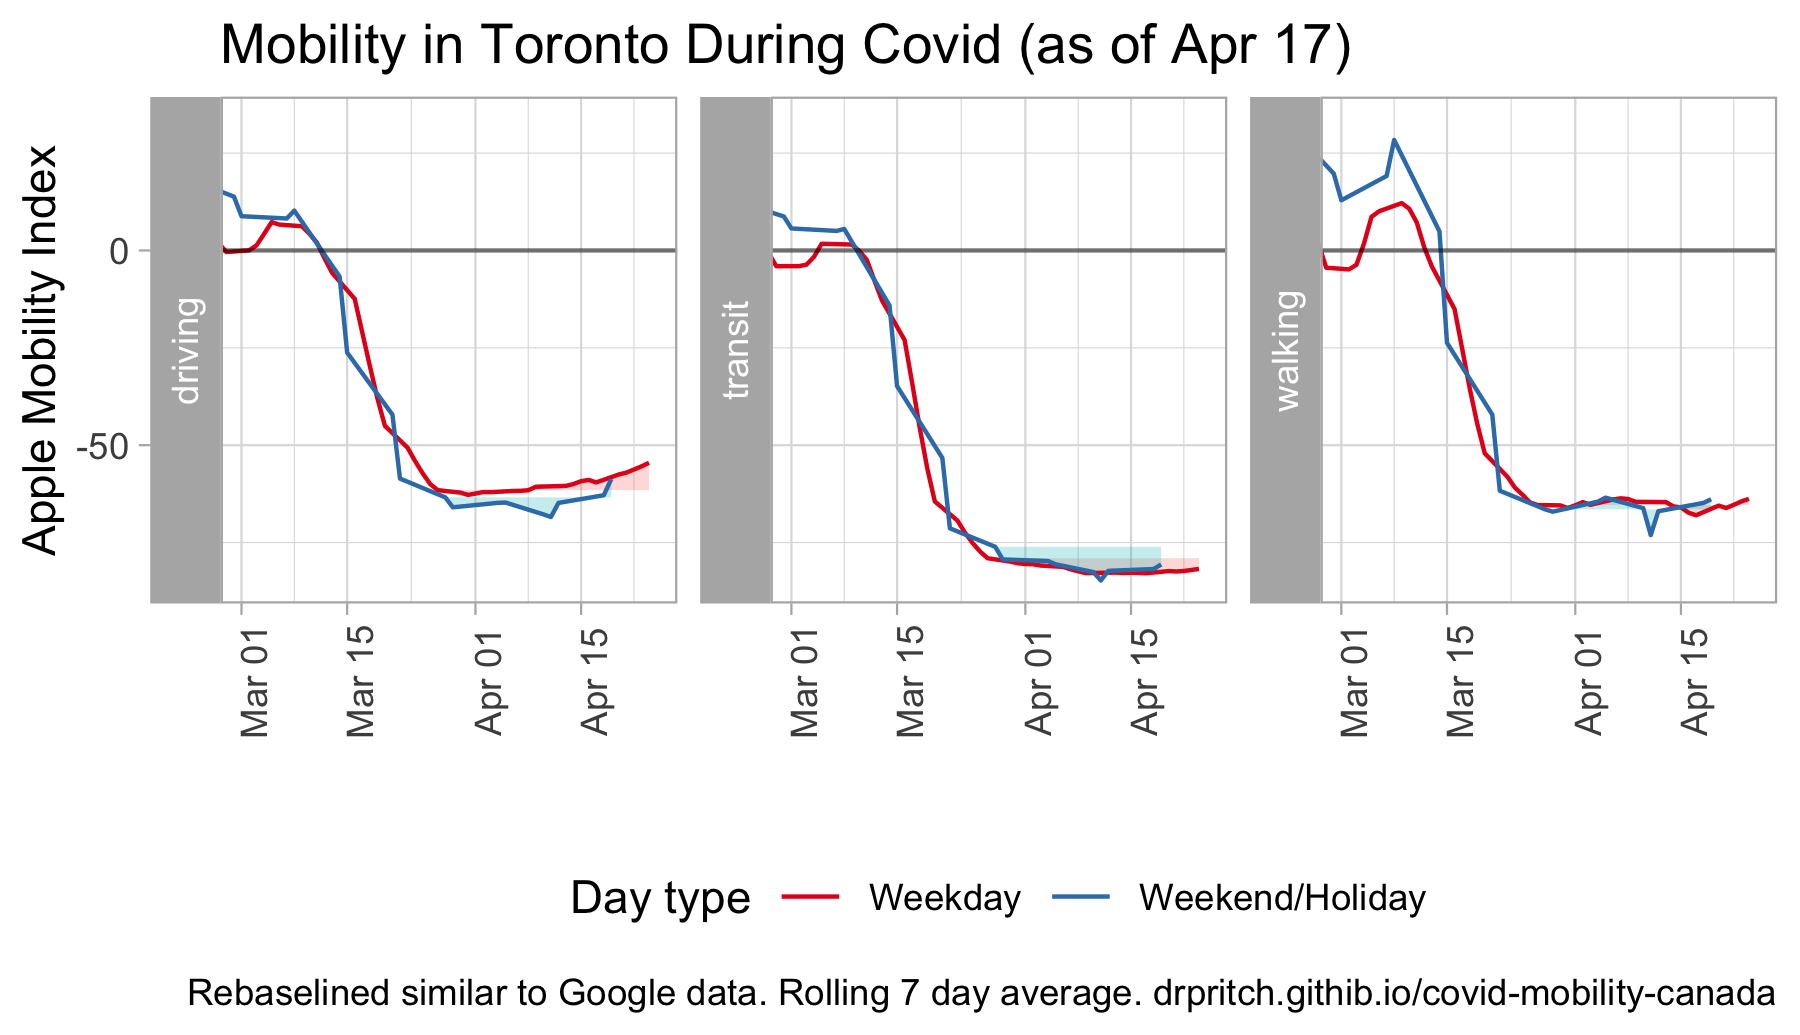 Mobility in Toronto During Covid (as of Apr 17)
Apple Mobility Index
0
-50
driving
transit
walking
Mar 01
Mar 15
Apr 01
Apr 15
Mar 01
Mar 15
Apr 01
Apr 15
Mar 01
Mar 15
Apr 01
Apr 15
Day type Weekday Weekend/Holiday
Rebaselined similar to Google data. Rolling 7 day average. drpritch.githib.io/covid-mobility-canada